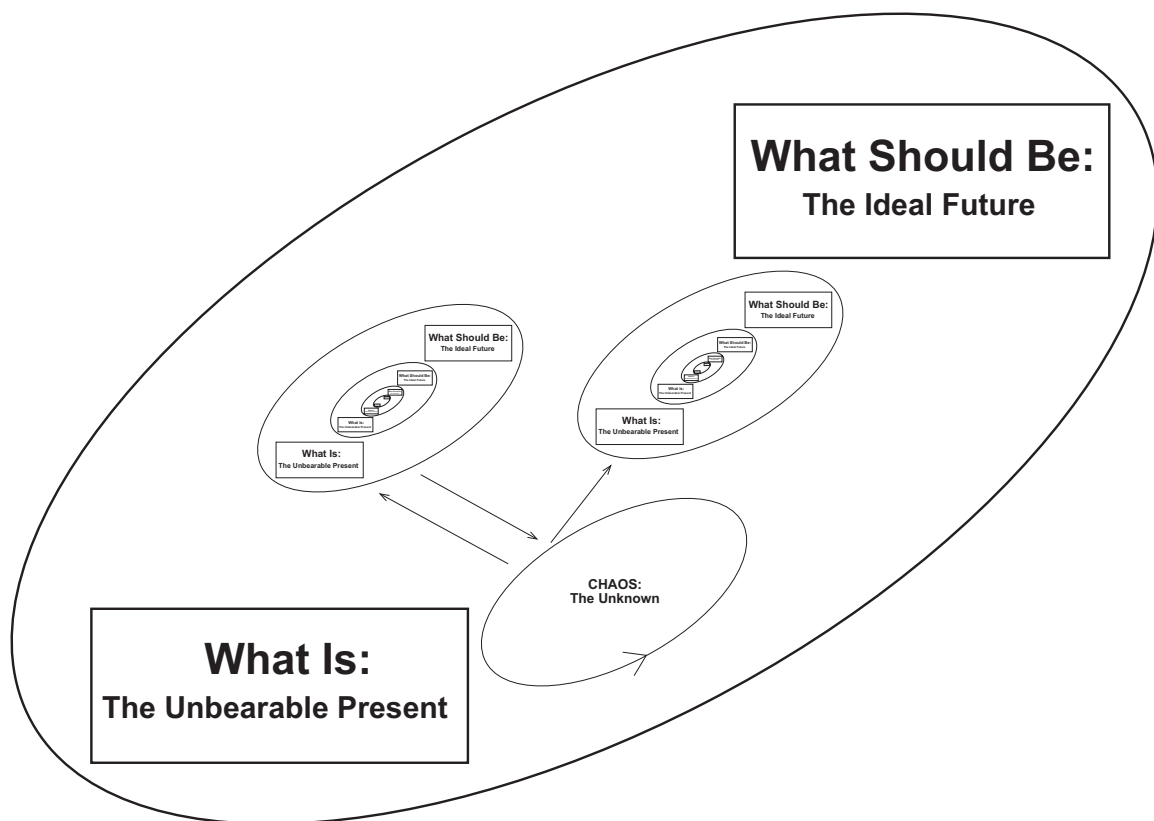 What Should Be:
The Ideal Future
What Should Be:
The Ideal Future
What Should Be:
The Ideal Future
What Is:
The Unbearable Present
What Is:
The Unbearable Present
What Should Be:
The Ideal Future
What Should Be:
The Ideal Future
What Is:
The Unbearable Present
What Is:
The Unbearable Present
CHAOS:
The Unknown
What Is:
The Unbearable Present